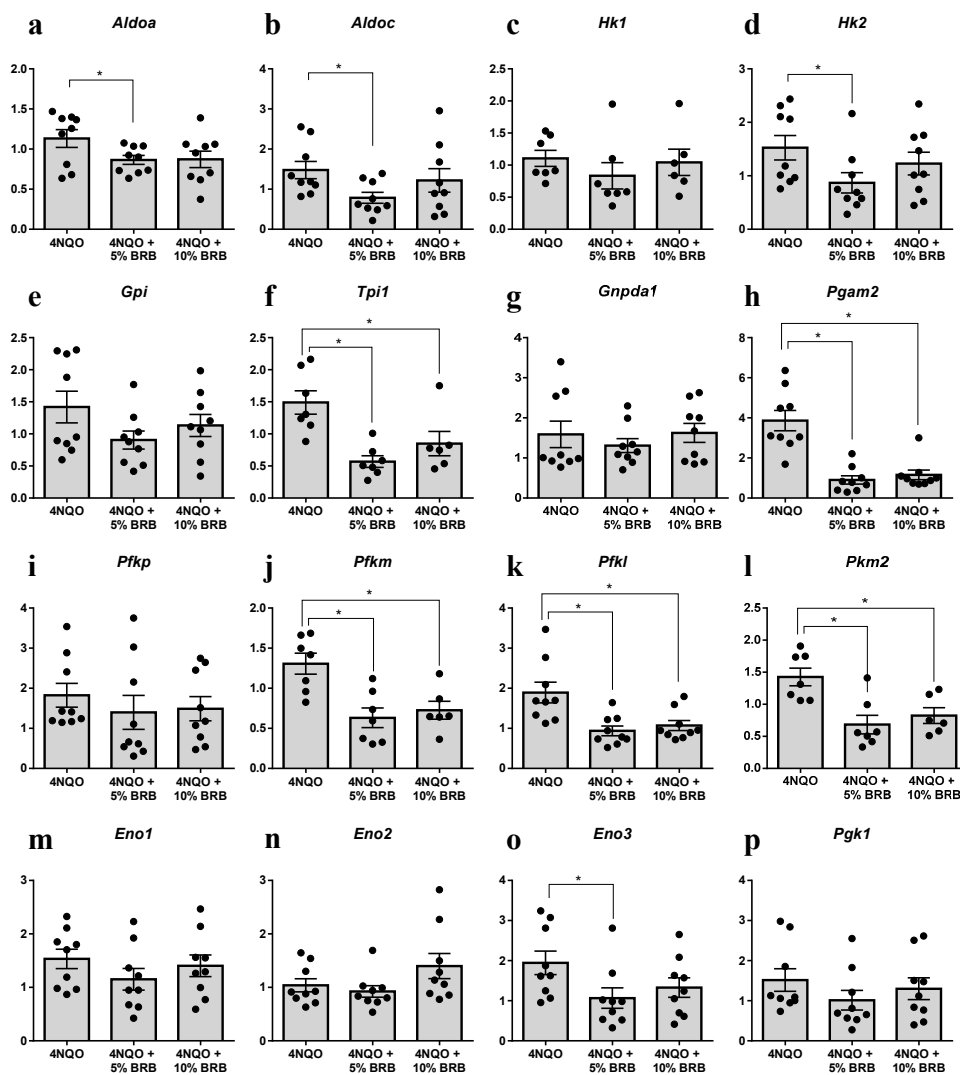 a Aldoa
*
2.0
1.5
1.0
0.5
0.0
4NQO 4NQO + 4NQO +
5% BRB 10% BRB
b Aldoc
*
4
3
2
1
0
4NQO 4NQO + 4NQO +
5% BRB 10% BRB
c Hk1
2.5
2.0
1.5
1.0
0.5
0.0
4NQO 4NQO + 4NQO +
5% BRB 10% BRB
d Hk2
*
3
2
1
0
4NQO 4NQO + 4NQO +
5% BRB 10% BRB
e Gpi
2.5
2.0
1.5
1.0
0.5
0.0
4NQO 4NQO + 4NQO +
5% BRB 10% BRB
f Tpi1
*
*
2.5
2.0
1.5
1.0
0.5
0.0
4NQO 4NQO + 4NQO +
5% BRB 10% BRB
g Gnpda1
4
3
2
1
0
4NQO 4NQO + 4NQO +
5% BRB 10% BRB
h Pgam2
*
*
8
6
4
2
0
4NQO 4NQO + 4NQO +
5% BRB 10% BRB
i Pfkp
4
3
2
1
0
4NQO 4NQO + 4NQO +
5% BRB 10% BRB
j Pfkm
*
*
2.0
1.5
1.0
0.5
0.0
4NQO 4NQO + 4NQO +
5% BRB 10% BRB
k Pfkl
*
*
4
3
2
1
0
4NQO 4NQO + 4NQO +
5% BRB 10% BRB
l Pkm2
*
*
2.5
2.0
1.5
1.0
0.5
0.0
4NQO 4NQO + 4NQO +
5% BRB 10% BRB
m Eno1
3
2
1
0
4NQO 4NQO + 4NQO +
5% BRB 10% BRB
n Eno2
3
2
1
0
4NQO 4NQO + 4NQO +
5% BRB 10% BRB
o Eno3
*
4
3
2
1
0
4NQO 4NQO + 4NQO +
5% BRB 10% BRB
p Pgk1
4
3
2
1
0
4NQO 4NQO + 4NQO +
5% BRB 10% BRB